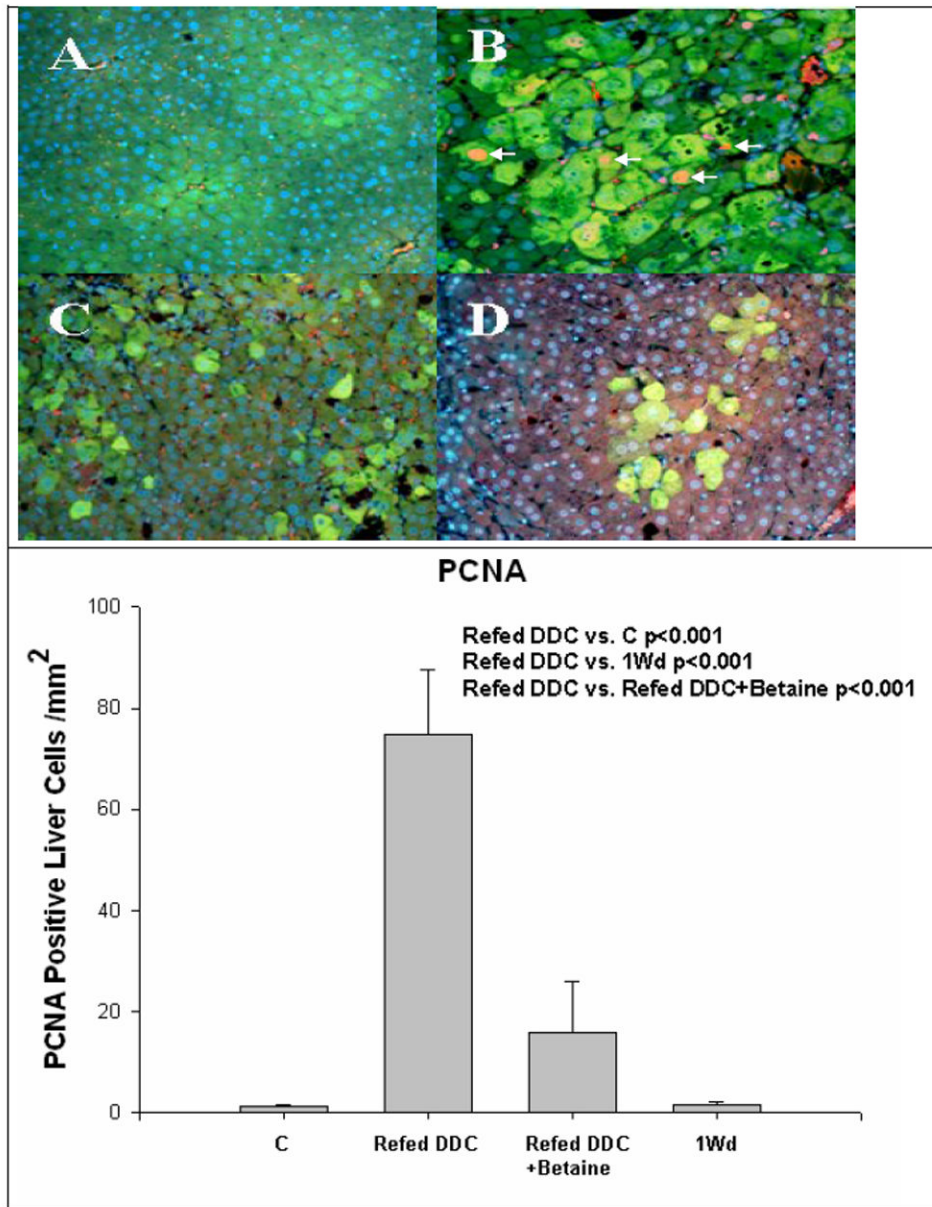 A
B
C
D
PCNA
100
80
60
40
20
0
PCNA Positive Liver Cells /mm2
Refed DDC vs. C p<0.001
Refed DDC vs. 1Wd p<0.001
Refed DDC vs. Refed DDC+Betaine p<0.001
C
Refed DDC
Refed DDC
+Betaine
1Wd